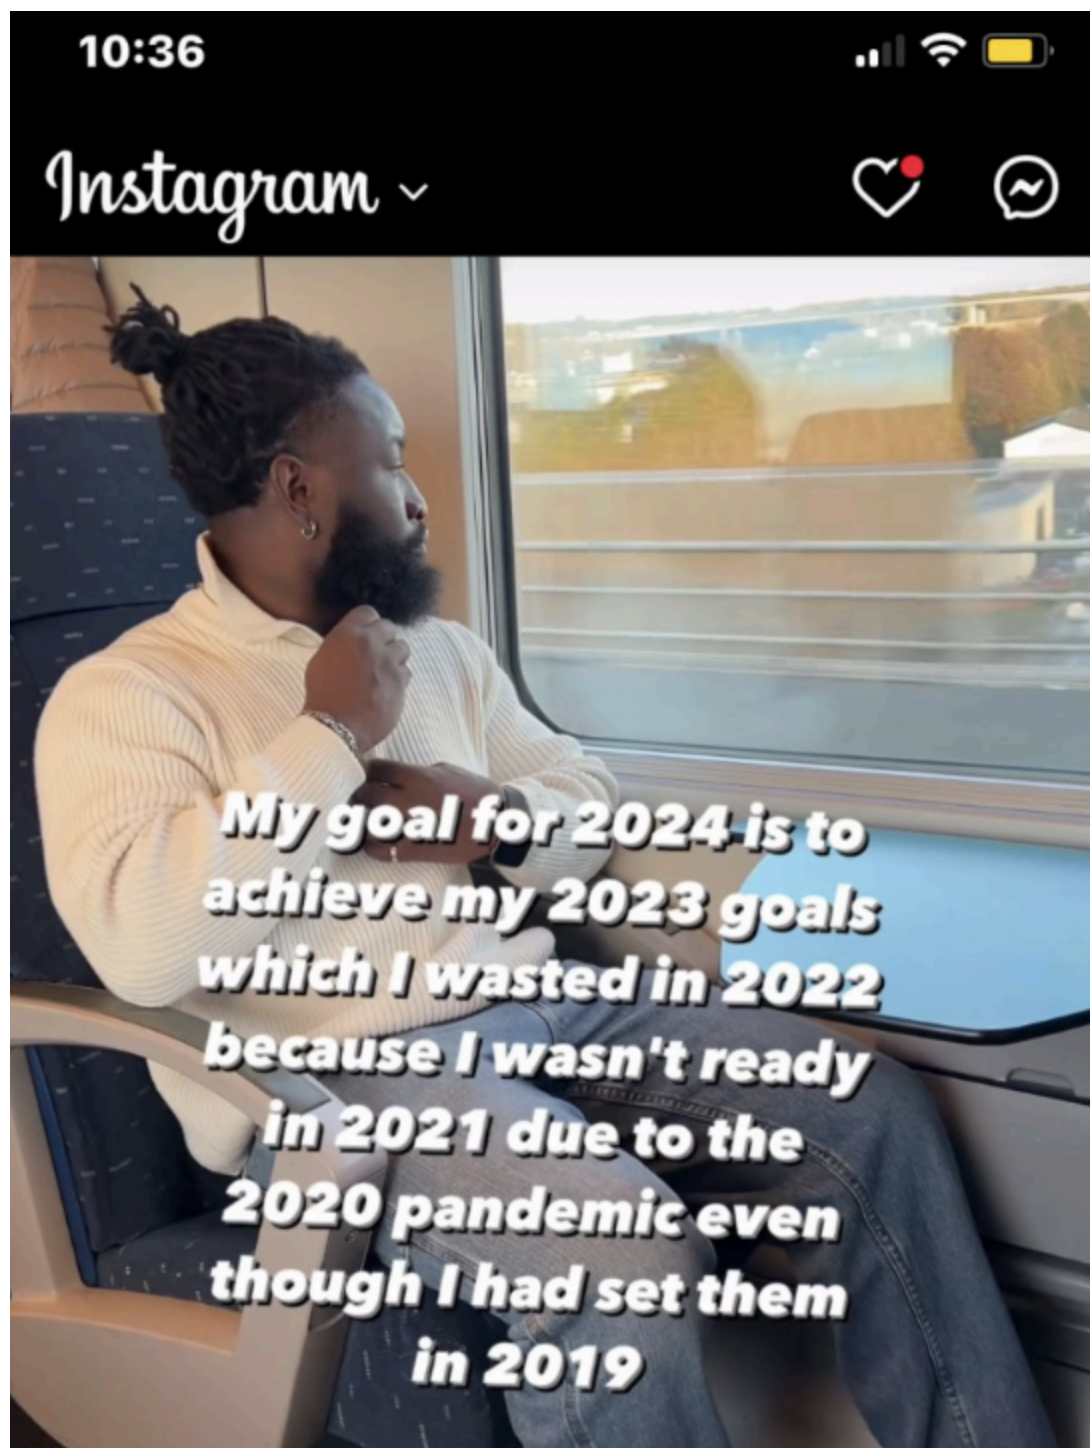 10:36
Instagram
My goal for 2024 is to
achieve my 2023 goals
which I wasted in 2022
because I wasn't ready
in 2021 due to the
2020 pandemic even
though I had set them
in 2019